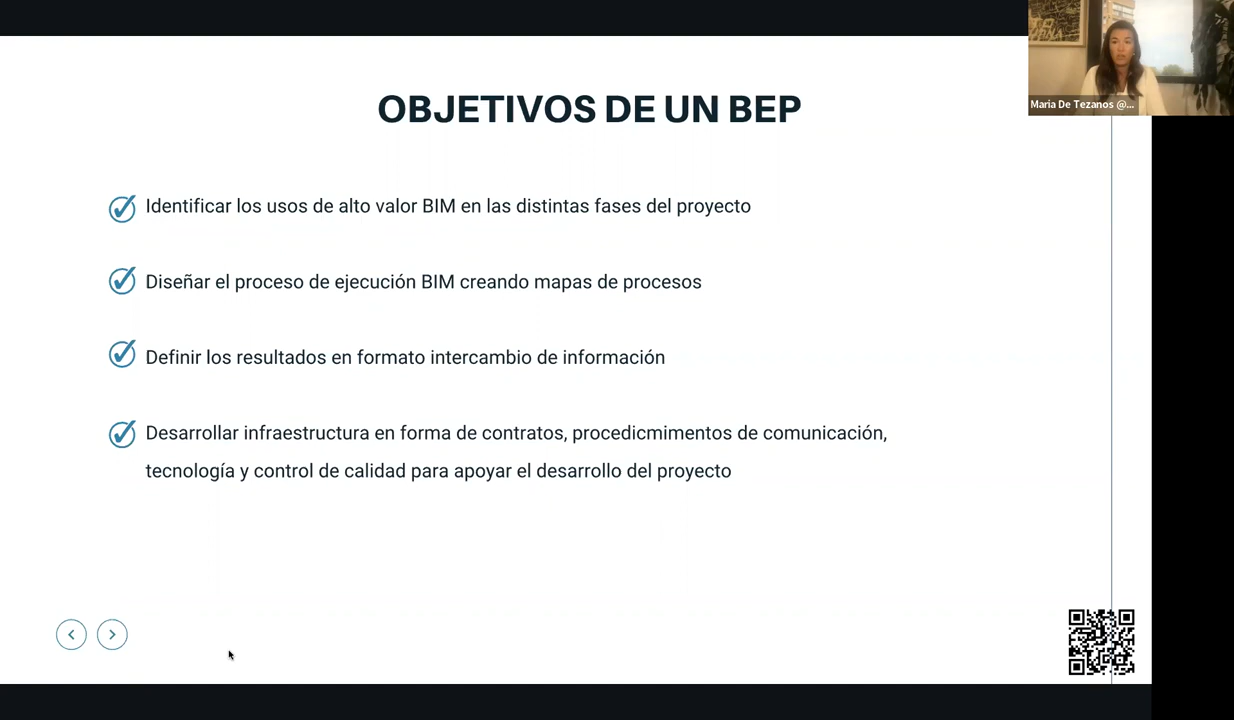 OBJETIVOS DE UN BEP
Maria De Tezanos @...
Identificar los usos de alto valor BIM en las distintas fases del proyecto
Diseñar el proceso de ejecución BIM creando mapas de procesos
Definir los resultados en formato intercambio de información
Desarrollar infraestructura en forma de contratos, procedicmimentos de comunicación,
tecnología y control de calidad para apoyar el desarrollo del proyecto